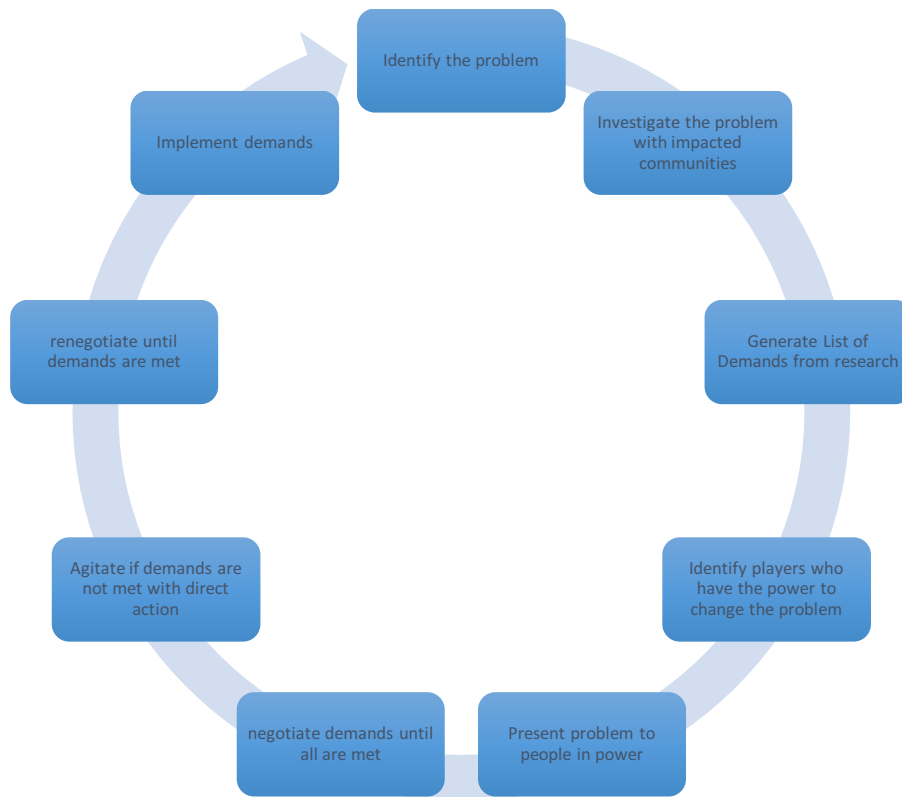 Identify the problem
Investigate the problem
with impacted
communities
Generate List of
Demands from research
Identify players who
have the power to
change the problem
Present problem to
people in power
negotiate demands until
all are met
Agitate if demands are
not met with direct
action
renegotiate until
demands are met
Implement demands